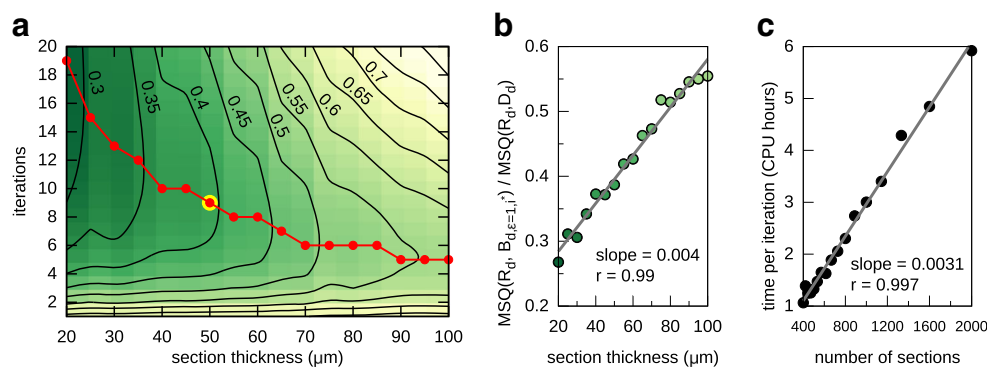 a
20
18
16
14
12
10
8
6
4
2
iterations
0.3
0.35
0.4
0.45
0.5
0.55
0.6
0.65
0.7
20 30 40 50 60 70 80 90 100
section thickness (µm)
b
0.6
0.5
0.4
0.3
0.2
MSQ(R_d, B_d,ε=1,i*) / MSQ(R_d,D_d)
slope = 0.004
r = 0.99
20 40 60 80 100
section thickness (µm)
c
6
5
4
3
2
1
time per iteration (CPU hours)
slope = 0.0031
r = 0.997
400 800 1200 1600 2000
number of sections